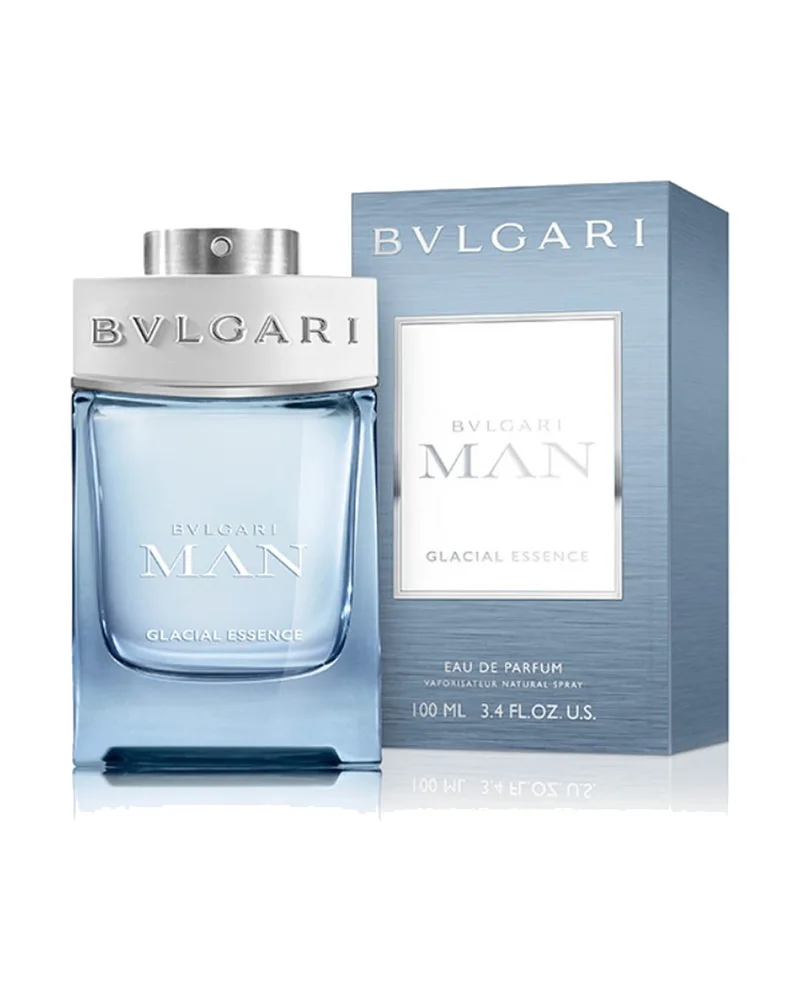 BVLGARI
BVLGARI
MAN
GLACIAL ESSENCE
BVLGARI
BVLGARI
MAN
GLACIAL ESSENCE
EAU DE PARFUM
VAPORISATEUR NATURAL SPRAY
100 ML 3.4 FL.OZ. U.S.